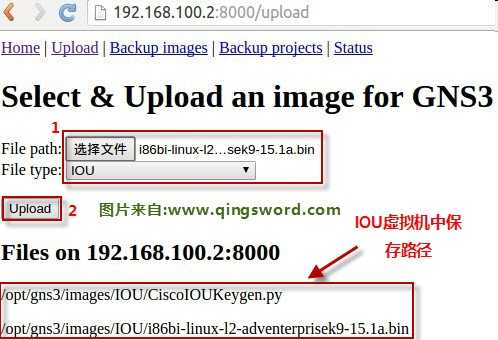 192.168.100.2:8000/upload
Home | Upload | Backup images | Backup projects | Status
Select & Upload an image for GNS3
1
File path: 选择文件 i86bi-linux-l2...sek9-15.1a.bin
File type: IOU
Upload 2 图片来自:www.qingsword.com
IOU虚拟机中保
存路径
Files on 192.168.100.2:8000
/opt/gns3/images/IOU/CiscoIOUKeygen.py
/opt/gns3/images/IOU/i86bi-linux-l2-adventerprisek9-15.1a.bin